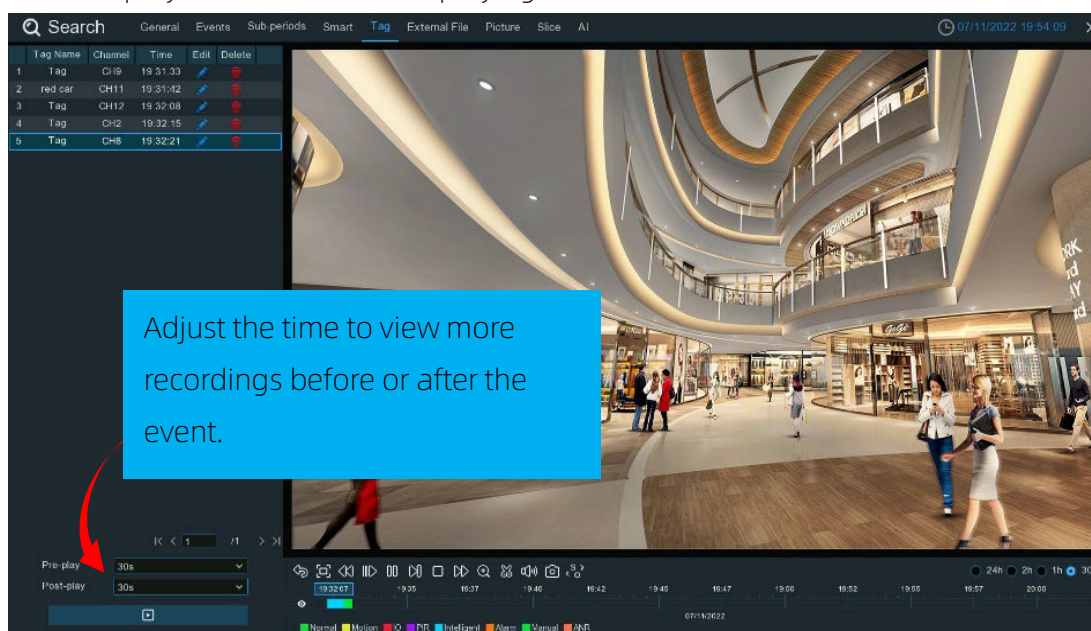 Search
General Events Sub-periods Smart Tag External File Picture Slice AI
07/11/2022 19:54:09
Tag Name Channel Time Edit Delete
1 Tag CH9 19:31:33
2 red car CH11 19:31:42
3 Tag CH12 19:32:08
4 Tag CH2 19:32:15
5 Tag CH8 19:32:21
GoGo
Adjust the time to view more
recordings before or after the
event.
1 /1
Pre-play 30s
Post-play 30s
24h 2h 1h 30
19:32:07 19:35 19:37 19:40 19:42 19:45 19:47 19:50 19:52 19:55 19:57 20:00
07/11/2022
Normal Motion IO PIR Intelligent Alarm Manual ANR